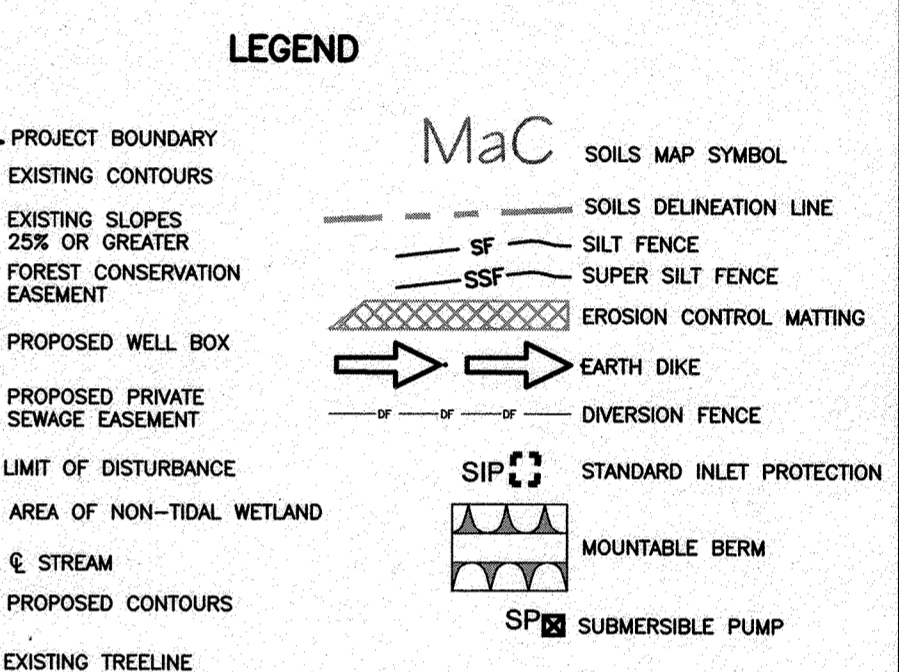 LEGEND
PROJECT BOUNDARY
EXISTING CONTOURS
EXISTING SLOPES
25% OR GREATER
FOREST CONSERVATION
EASEMENT
PROPOSED WELL BOX
PROPOSED PRIVATE
SEWAGE EASEMENT
LIMIT OF DISTURBANCE
AREA OF NON-TIDAL WETLAND
℄ STREAM
PROPOSED CONTOURS
EXISTING TREELINE
MaC SOILS MAP SYMBOL
SOILS DELINEATION LINE
SF SILT FENCE
SSF SUPER SILT FENCE
EROSION CONTROL MATTING
EARTH DIKE
DF DF DF DIVERSION FENCE
SIP STANDARD INLET PROTECTION
MOUNTABLE BERM
SP SUBMERSIBLE PUMP